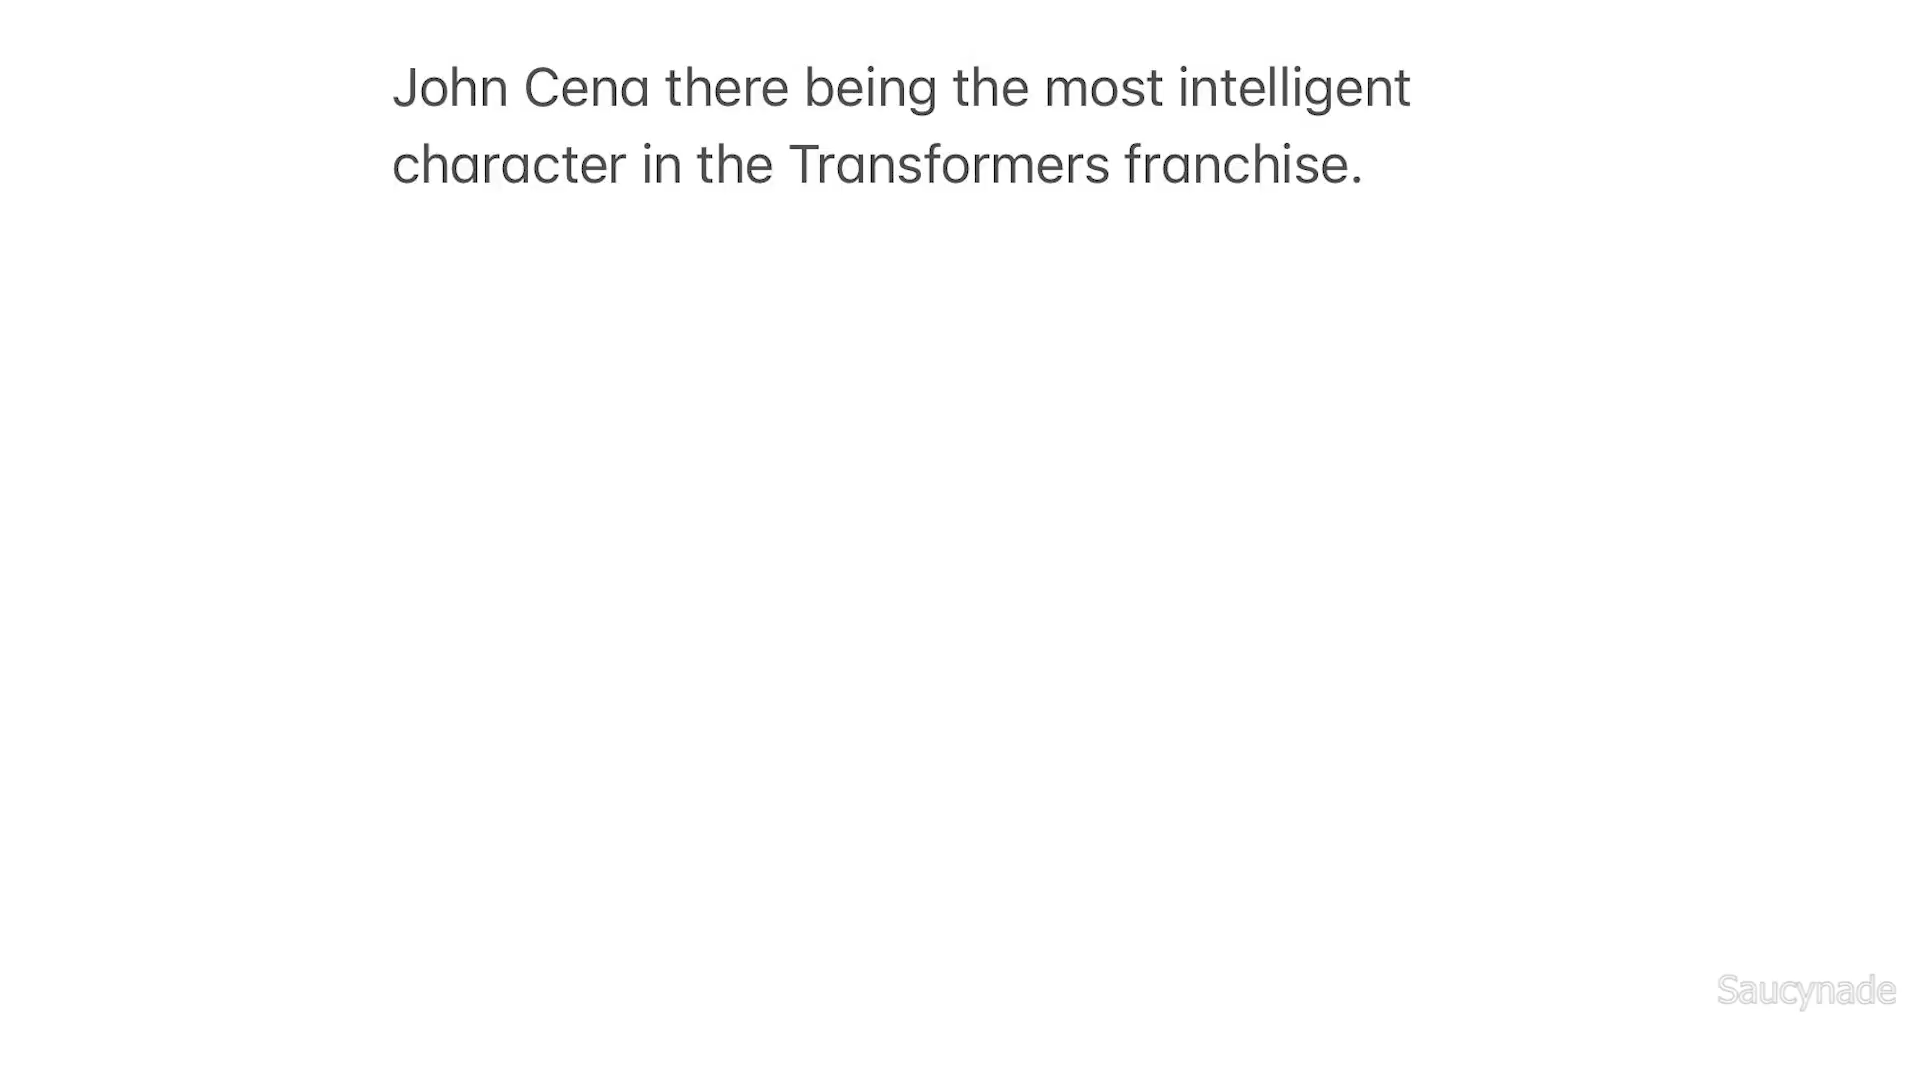 John Cena there being the most intelligent
character in the Transformers franchise.
Saucynade